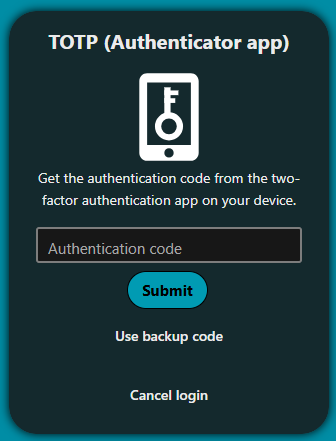 TOTP (Authenticator app)
Get the authentication code from the two-
factor authentication app on your device.
Authentication code
Submit
Use backup code
Cancel login